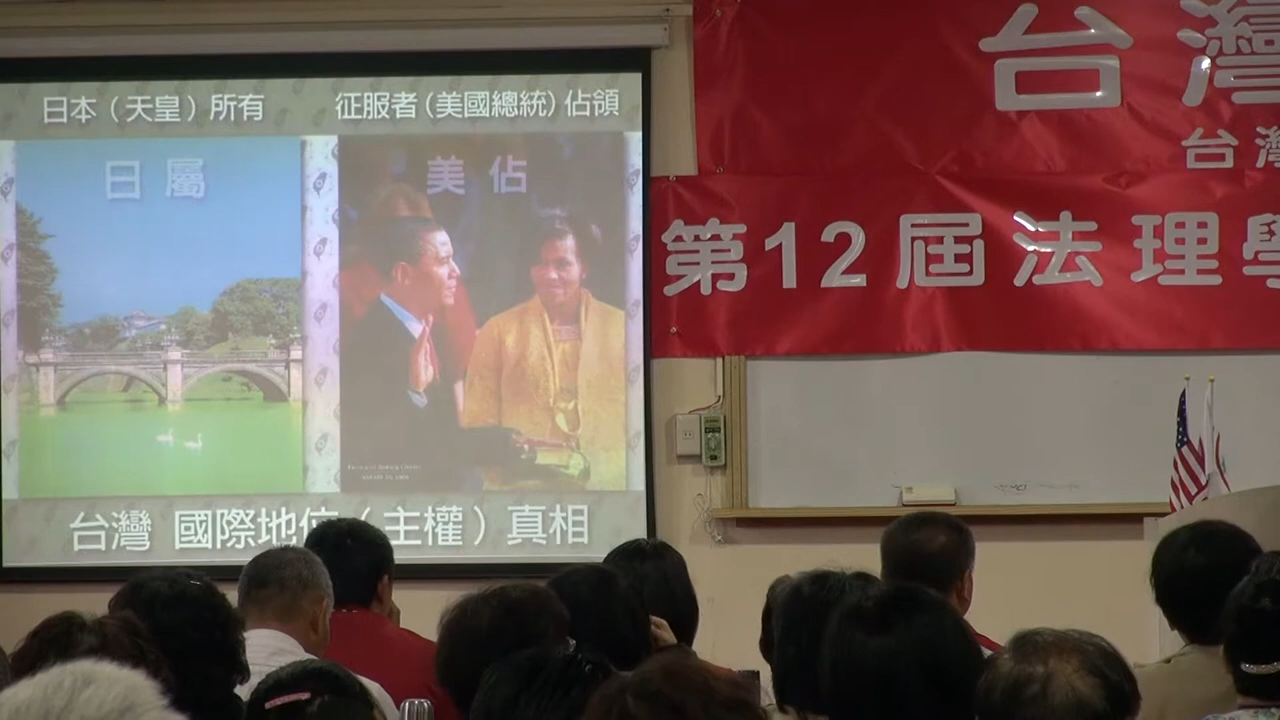 日本（天皇）所有
征服者（美國總統）佔領
日屬
美佔
台灣 國際地位（主權）真相
台灣
台灣
第12屆法理學